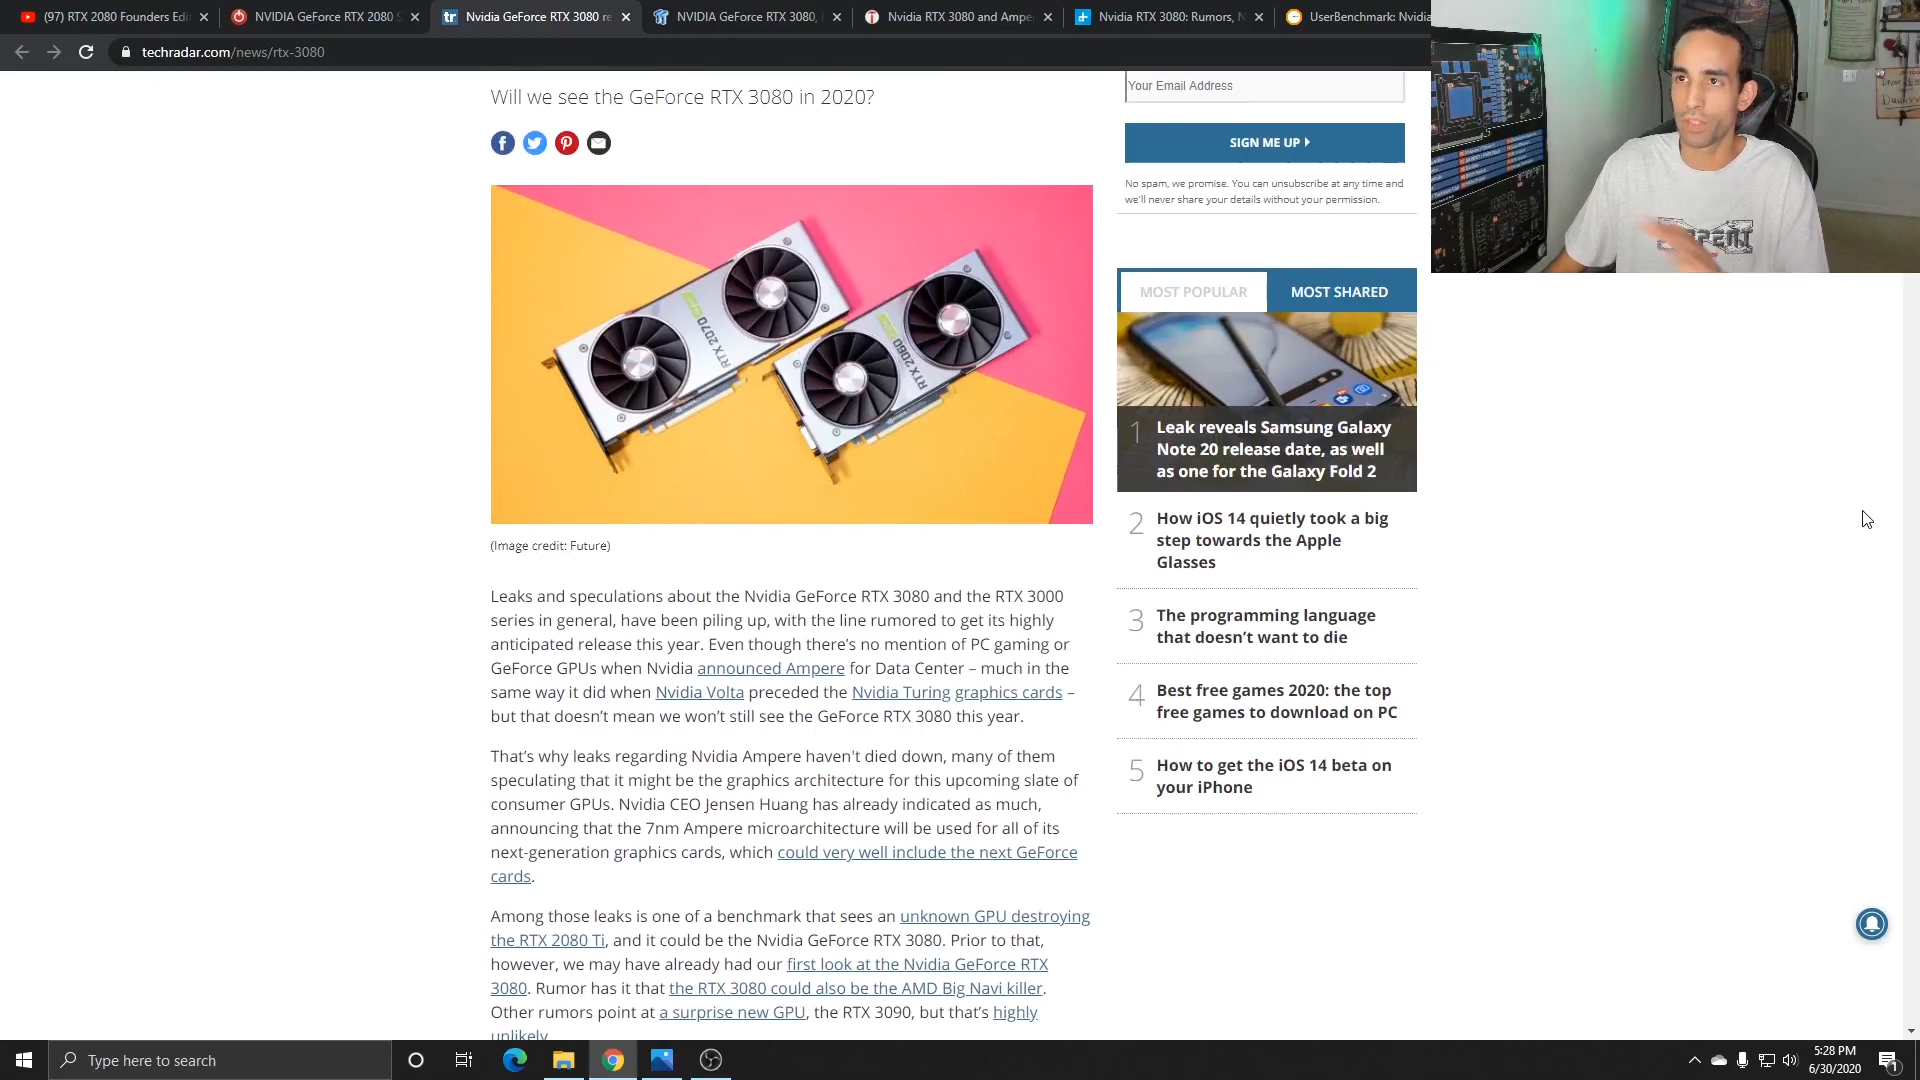 (97) RTX 2080 Founders Edi
NVIDIA GeForce RTX 2080 S
Nvidia GeForce RTX 3080 re
NVIDIA GeForce RTX 3080,
Nvidia RTX 3080 and Ampe
Nvidia RTX 3080: Rumors, N
UserBenchmark: Nvidia
techradar.com/news/rtx-3080
Will we see the GeForce RTX 3080 in 2020?
(Image credit: Future)
RTX 2070
RTX 2060
Leaks and speculations about the Nvidia GeForce RTX 3080 and the RTX 3000
series in general, have been piling up, with the line rumored to get its highly
anticipated release this year. Even though there’s no mention of PC gaming or
GeForce GPUs when Nvidia announced Ampere for Data Center – much in the
same way it did when Nvidia Volta preceded the Nvidia Turing graphics cards –
but that doesn’t mean we won’t still see the GeForce RTX 3080 this year.
That’s why leaks regarding Nvidia Ampere haven't died down, many of them
speculating that it might be the graphics architecture for this upcoming slate of
consumer GPUs. Nvidia CEO Jensen Huang has already indicated as much,
announcing that the 7nm Ampere microarchitecture will be used for all of its
next-generation graphics cards, which could very well include the next GeForce
cards.
Among those leaks is one of a benchmark that sees an unknown GPU destroying
the RTX 2080 Ti, and it could be the Nvidia GeForce RTX 3080. Prior to that,
however, we may have already had our first look at the Nvidia GeForce RTX
3080. Rumor has it that the RTX 3080 could also be the AMD Big Navi killer.
Other rumors point at a surprise new GPU, the RTX 3090, but that’s highly
unlikely.
Your Email Address
SIGN ME UP
No spam, we promise. You can unsubscribe at any time and
we'll never share your details without your permission.
MOST POPULAR
MOST SHARED
1 Leak reveals Samsung Galaxy
Note 20 release date, as well
as one for the Galaxy Fold 2
2 How iOS 14 quietly took a big
step towards the Apple
Glasses
3 The programming language
that doesn’t want to die
4 Best free games 2020: the top
free games to download on PC
5 How to get the iOS 14 beta on
your iPhone
Type here to search
5:28 PM
6/30/2020
1